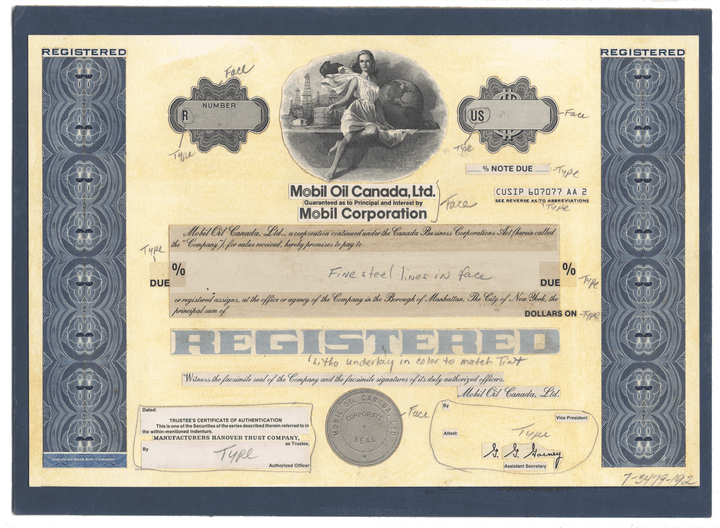 REGISTERED
REGISTERED
Face
NUMBER
R
Type
US
Face
Type
% NOTE DUE
Type
CUSIP 607077 AA 2
SEE REVERSE AS TO ABBREVIATIONS
Type
Mobil Oil Canada, Ltd.
Guaranteed as to Principal and Interest by
Mobil Corporation
Face
Mobil Oil Canada, Ltd., a corporation continued under the Canada Business Corporations Act (herein called
the "Company"), for value received, hereby promises to pay to
Type
%
DUE
Fine steel lines in face
%
DUE
Type
or registered assigns, at the office or agency of the Company in the Borough of Manhattan, The City of New York, the
principal sum of
DOLLARS ON
Type
REGISTERED
Litho underlay in color to match Tint
Witness the facsimile seal of the Company and the facsimile signatures of its duly authorized officers.
Mobil Oil Canada, Ltd.
Dated:
TRUSTEE'S CERTIFICATE OF AUTHENTICATION
This is one of the Securities of the series described therein referred to in
the within-mentioned Indenture.
MANUFACTURERS HANOVER TRUST COMPANY,
as Trustee,
By
Type
Authorized Officer
MOBIL OIL CANADA, LTD.
CORPORATE
SEAL
Face
By
Vice President
Attest:
Type
Assistant Secretary
7-3479-192